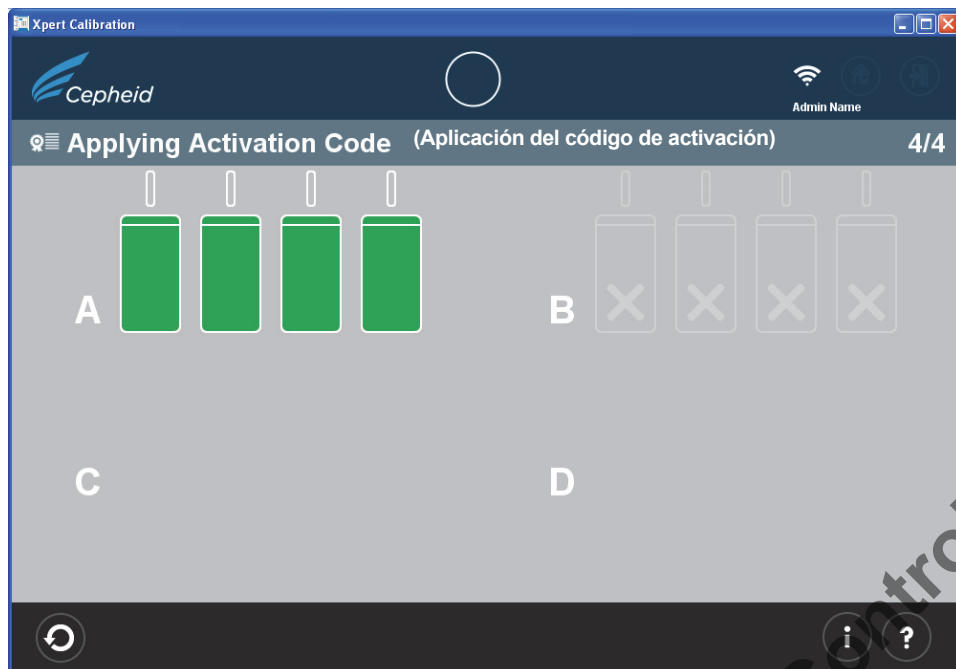 Xpert Calibration
Cepheid
Admin Name
Applying Activation Code (Aplicación del código de activación) 4/4
A B
C D
i ?